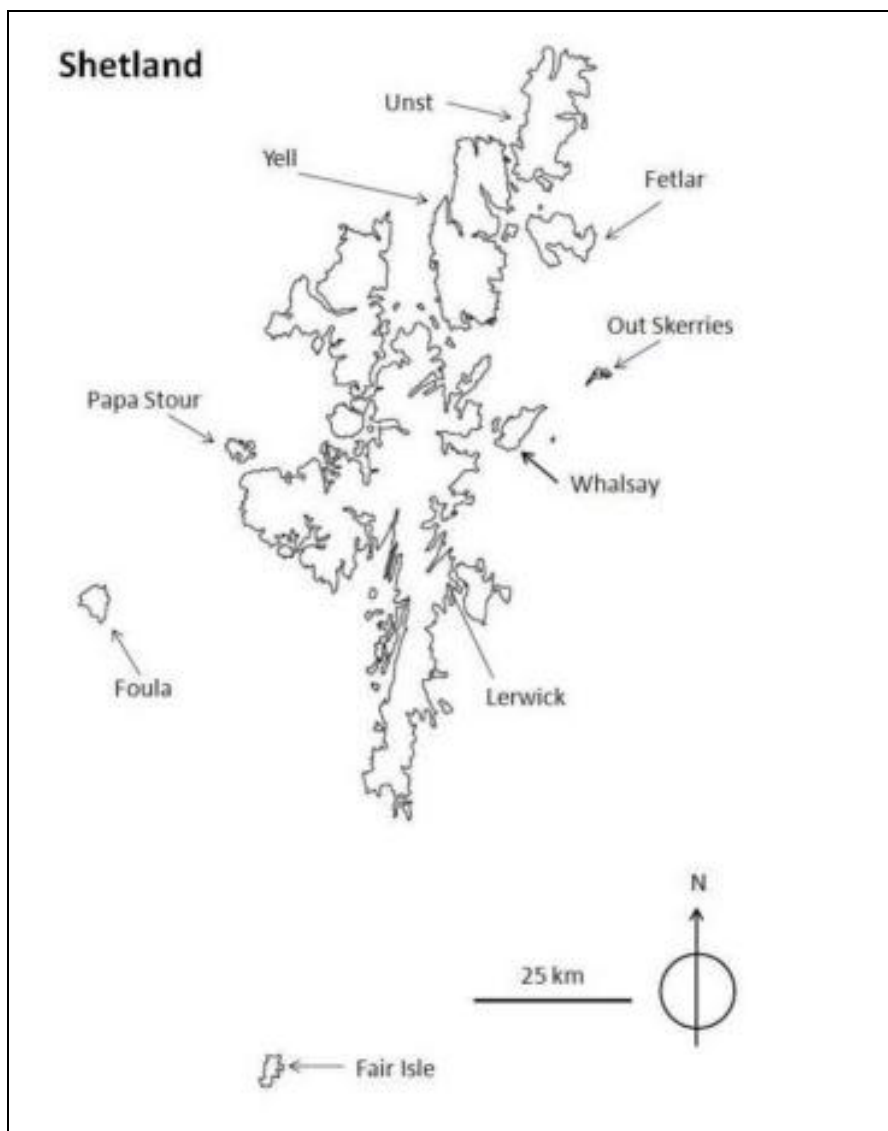 Shetland
Unst
Yell
Fetlar
Out Skerries
Papa Stour
Whalsay
Foula
Lerwick
N
25 km
Fair Isle